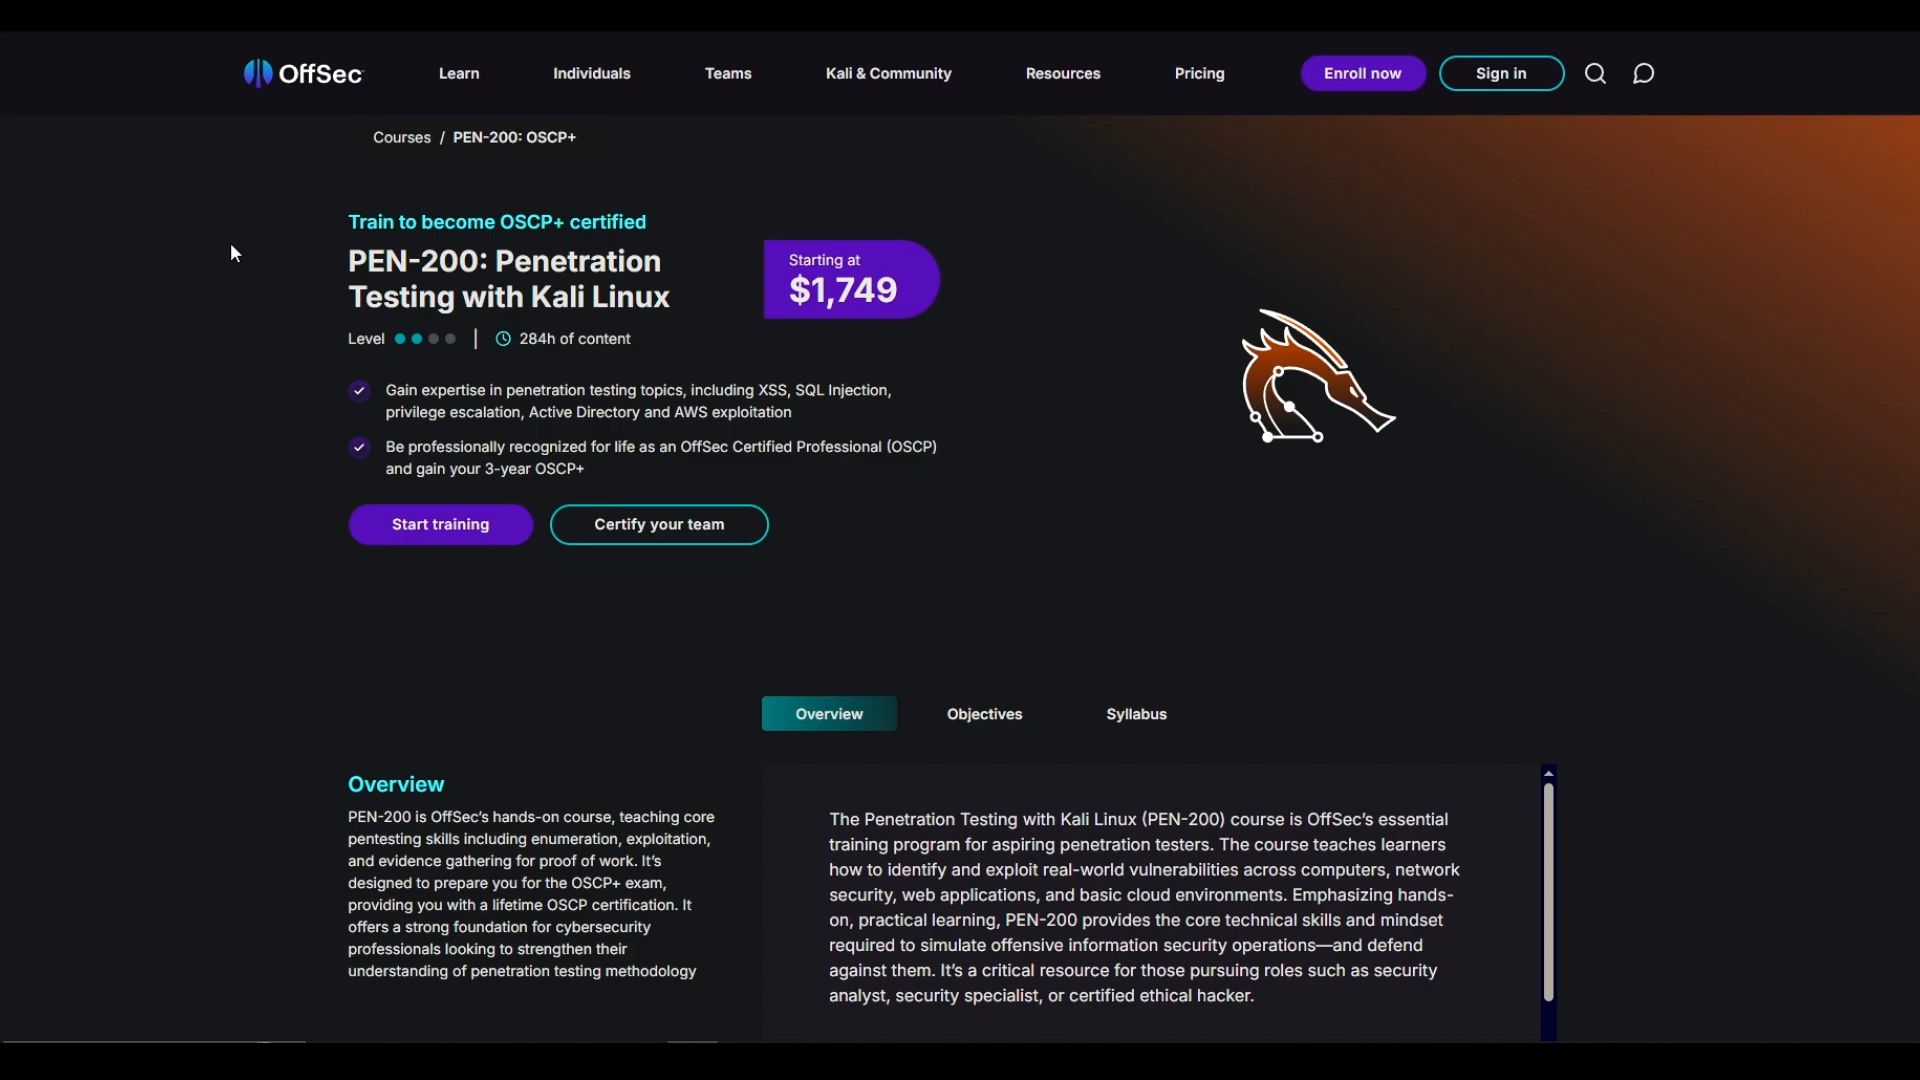 OffSec
Learn
Individuals
Teams
Kali & Community
Resources
Pricing
Enroll now
Sign in
Courses / PEN-200: OSCP+
Train to become OSCP+ certified
PEN-200: Penetration
Testing with Kali Linux
Starting at
$1,749
Level
284h of content
Gain expertise in penetration testing topics, including XSS, SQL Injection,
privilege escalation, Active Directory and AWS exploitation
Be professionally recognized for life as an OffSec Certified Professional (OSCP)
and gain your 3-year OSCP+
Start training
Certify your team
Overview
Objectives
Syllabus
Overview
PEN-200 is OffSec's hands-on course, teaching core
pentesting skills including enumeration, exploitation,
and evidence gathering for proof of work. It's
designed to prepare you for the OSCP+ exam,
providing you with a lifetime OSCP certification. It
offers a strong foundation for cybersecurity
professionals looking to strengthen their
understanding of penetration testing methodology
The Penetration Testing with Kali Linux (PEN-200) course is OffSec's essential
training program for aspiring penetration testers. The course teaches learners
how to identify and exploit real-world vulnerabilities across computers, network
security, web applications, and basic cloud environments. Emphasizing hands-
on, practical learning, PEN-200 provides the core technical skills and mindset
required to simulate offensive information security operations—and defend
against them. It's a critical resource for those pursuing roles such as security
analyst, security specialist, or certified ethical hacker.